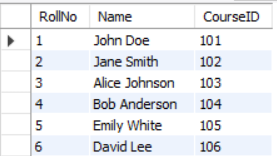 RollNo Name CourseID
1 John Doe 101
2 Jane Smith 102
3 Alice Johnson 103
4 Bob Anderson 104
5 Emily White 105
6 David Lee 106